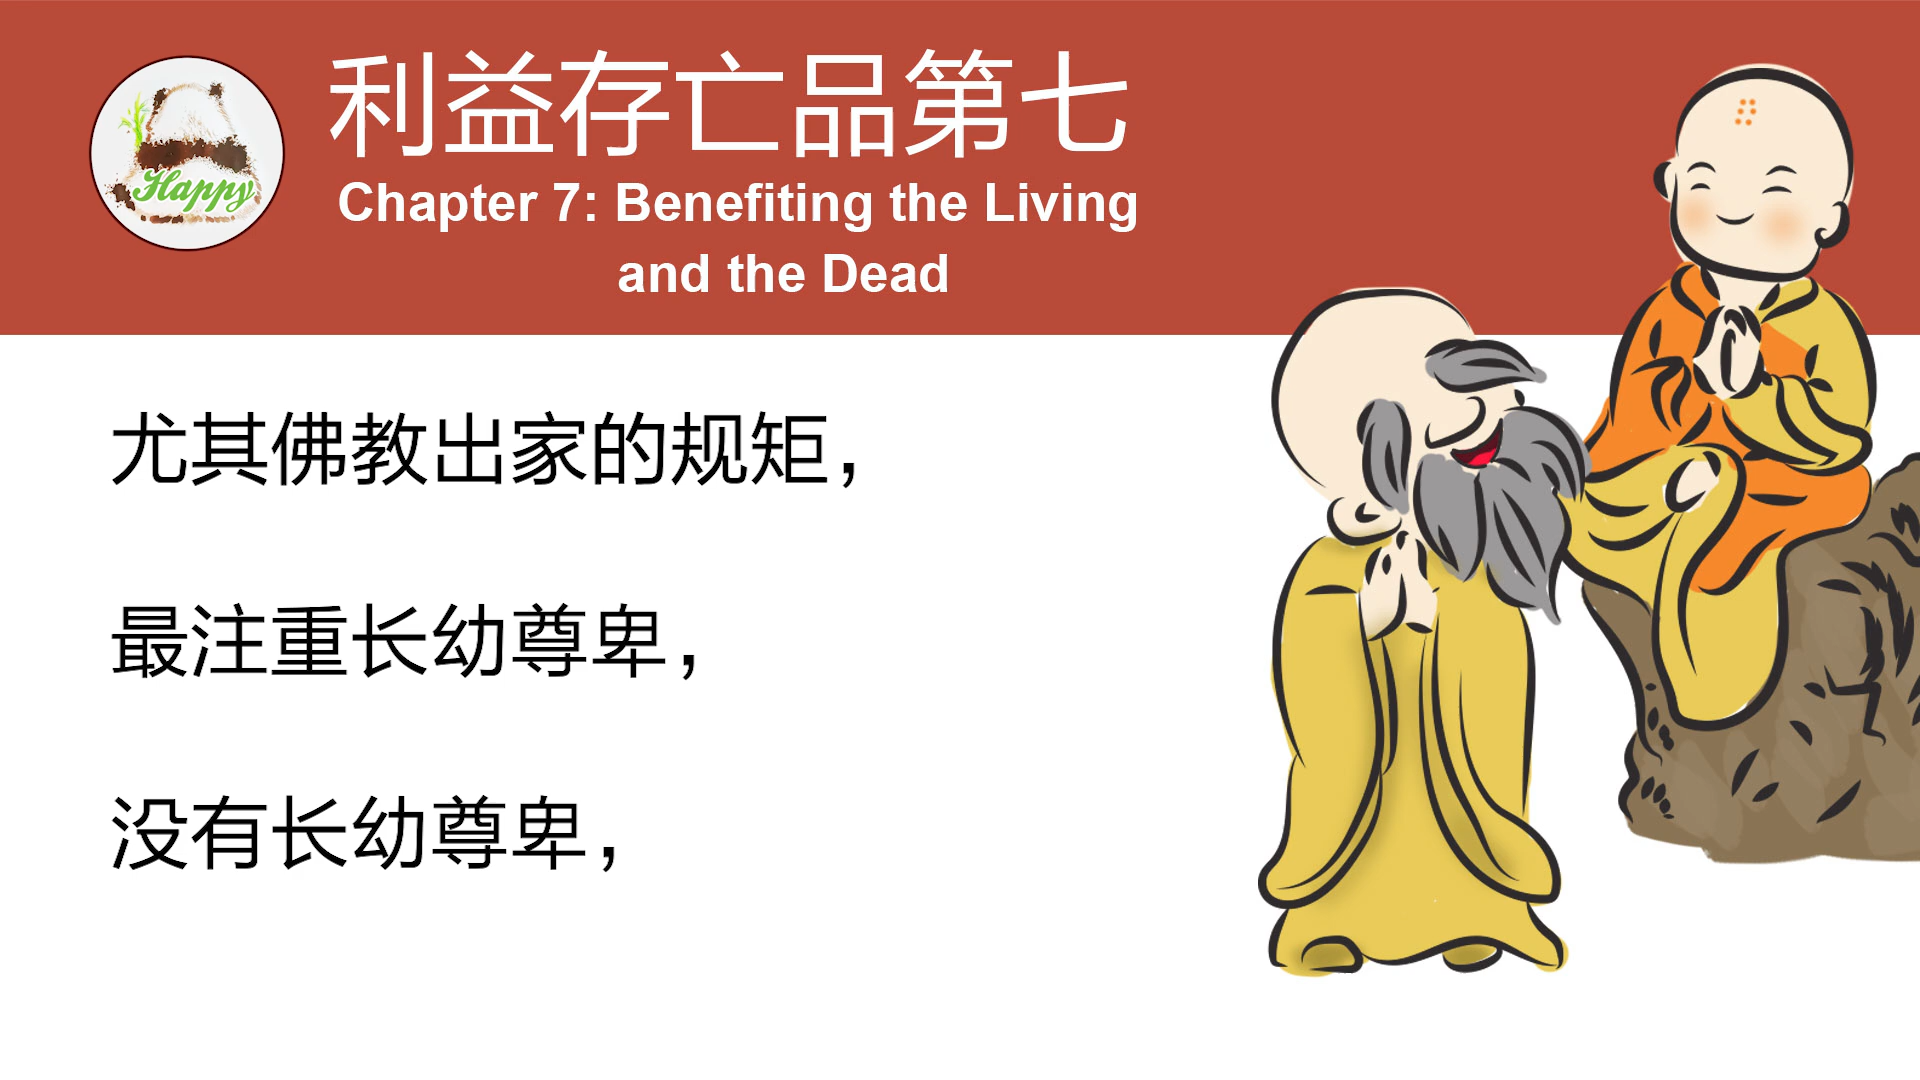 Happy
利益存亡品第七
Chapter 7: Benefiting the Living
and the Dead
尤其佛教出家的规矩，
最注重长幼尊卑，
没有长幼尊卑，